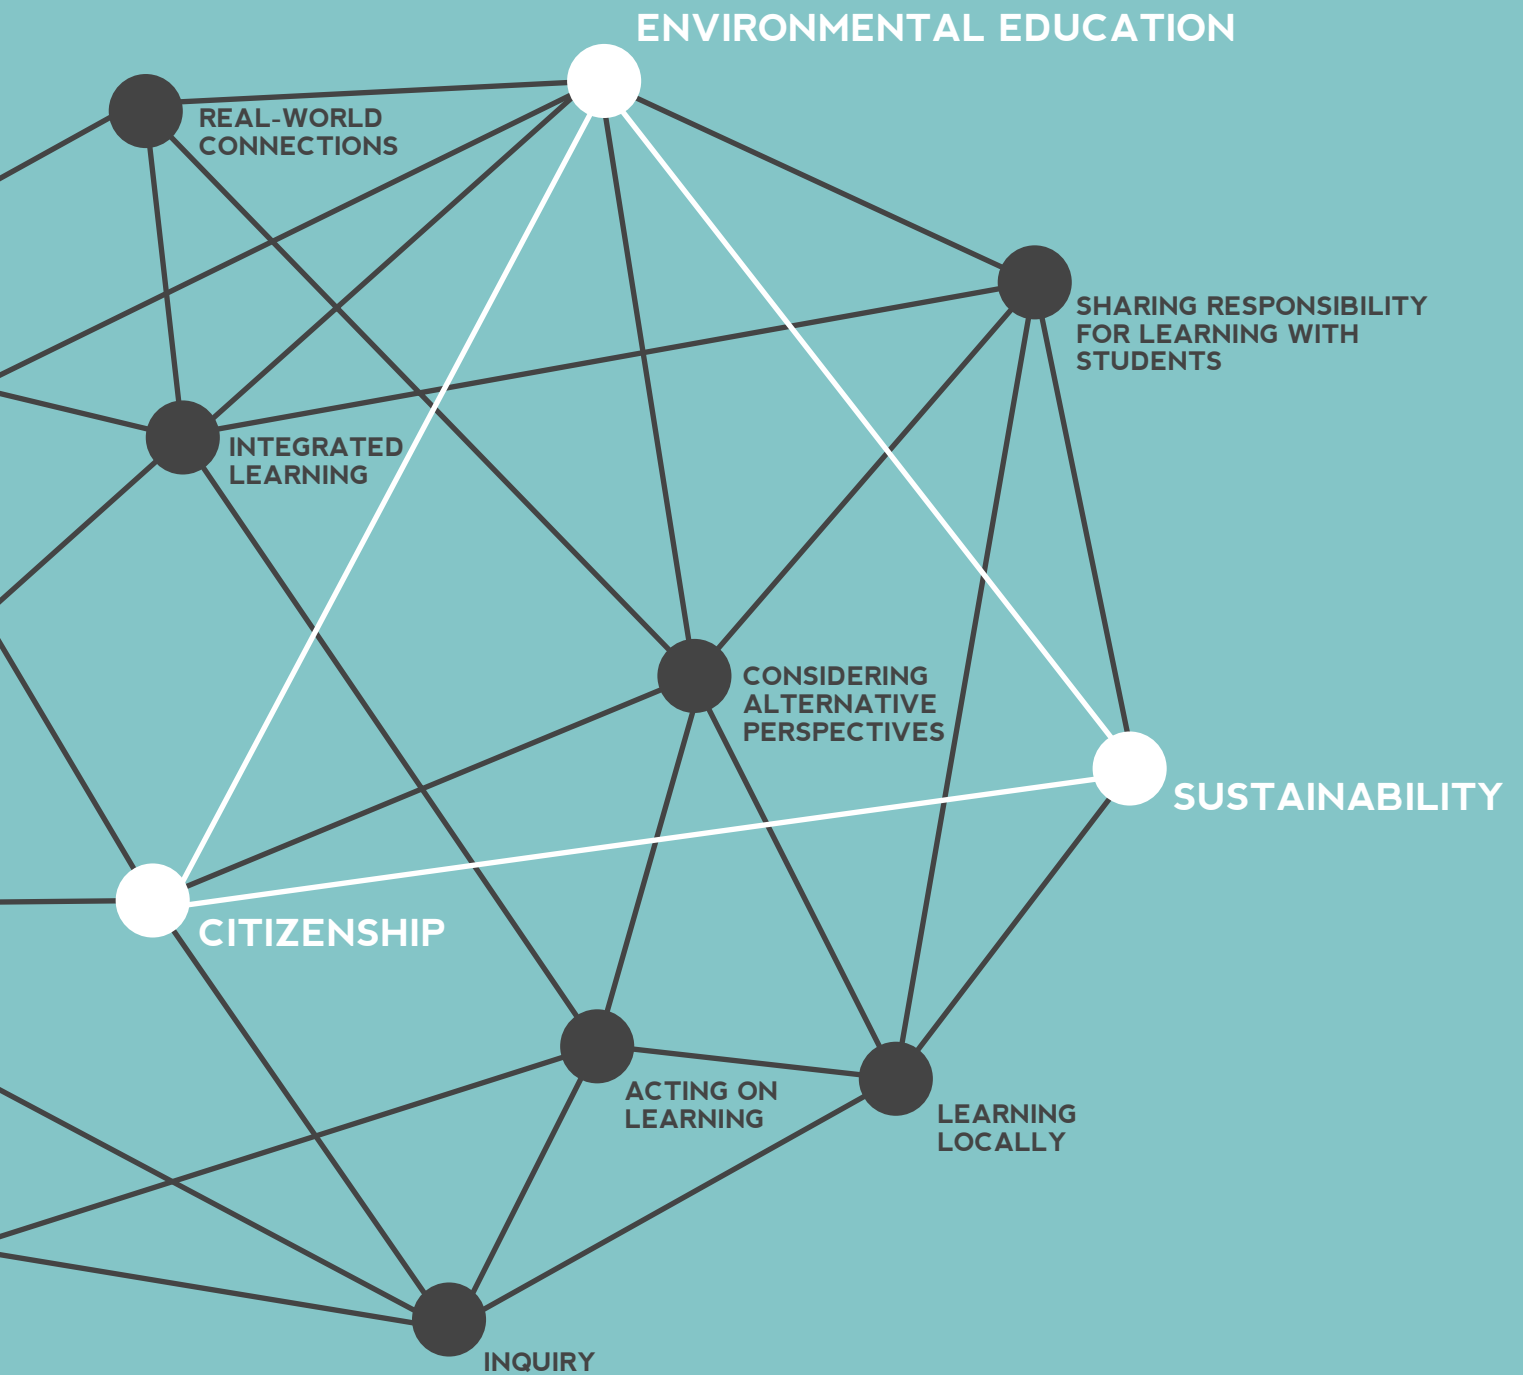 ENVIRONMENTAL EDUCATION
REAL-WORLD
CONNECTIONS
SHARING RESPONSIBILITY
FOR LEARNING WITH
STUDENTS
INTEGRATED
LEARNING
CONSIDERING
ALTERNATIVE
PERSPECTIVES
SUSTAINABILITY
CITIZENSHIP
ACTING ON
LEARNING
LEARNING
LOCALLY
INQUIRY